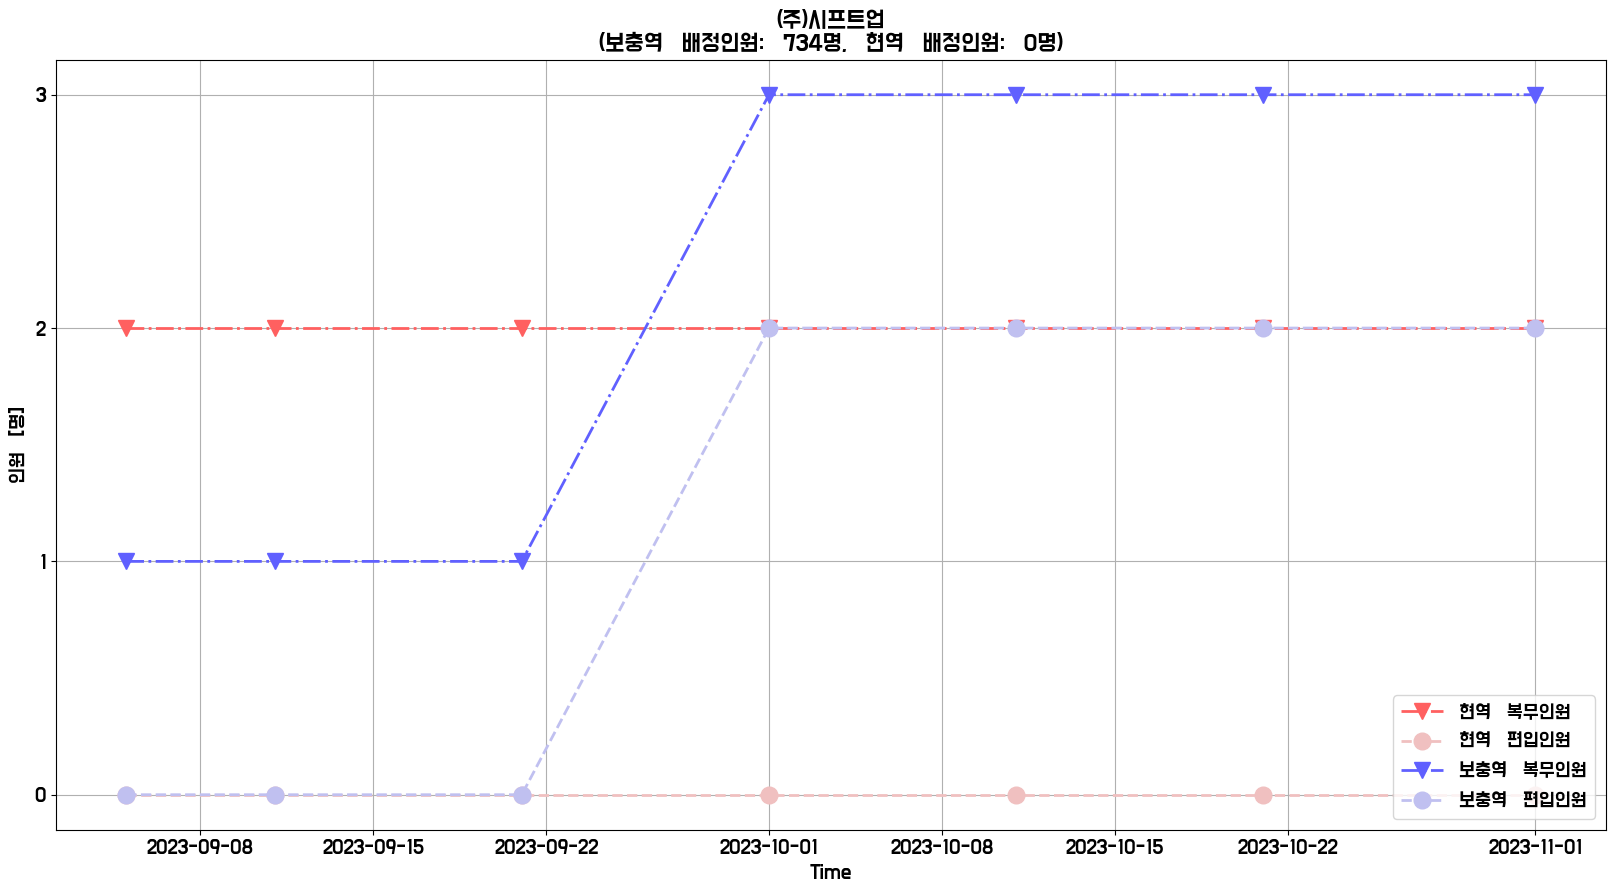 (주)시프트업
(보충역 배정인원: 734명, 현역 배정인원: 0명)
3
2
1
0
인원 [명]
현역 복무인원
현역 편입인원
보충역 복무인원
보충역 편입인원
2023-09-08 2023-09-15 2023-09-22 2023-10-01 2023-10-08 2023-10-15 2023-10-22 2023-11-01
Time